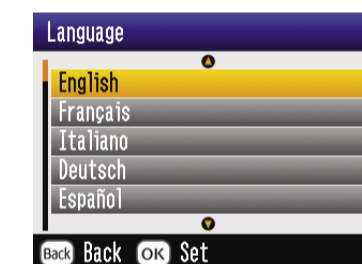 Language
English
Français
Italiano
Deutsch
Español
Back Back OK Set